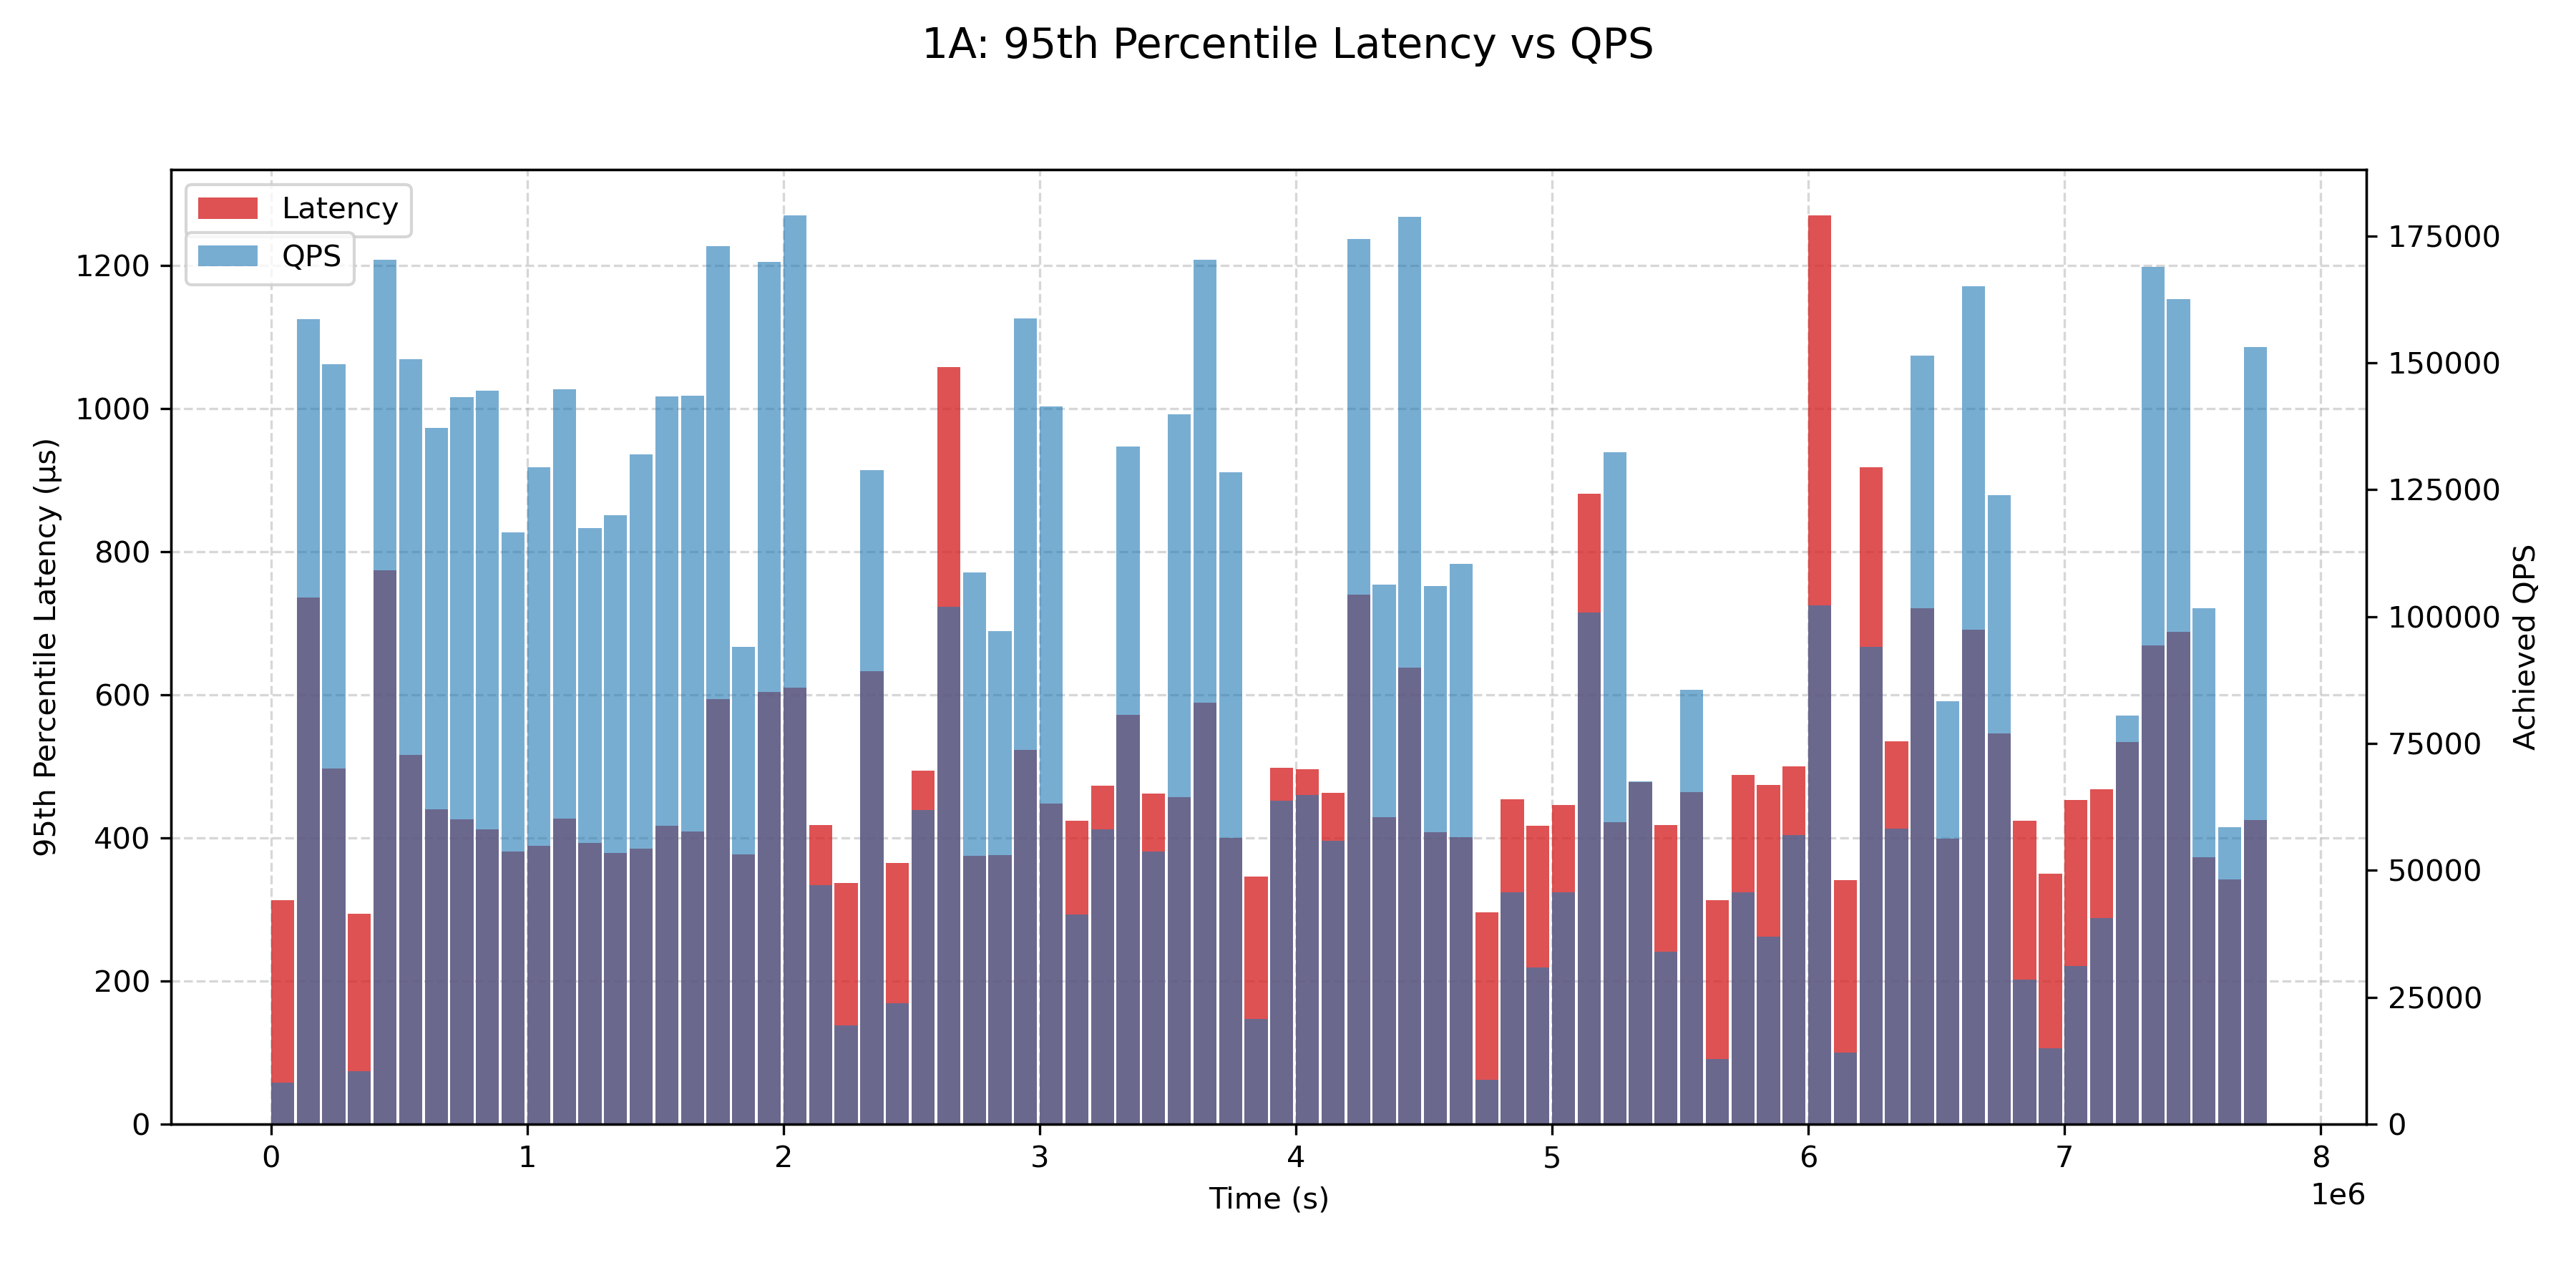 1A: 95th Percentile Latency vs QPS
Latency
QPS
95th Percentile Latency (µs)
1200
1000
800
600
400
200
0
175000
150000
125000
100000
75000
50000
25000
0
Achieved QPS
0 1 2 3 4 5 6 7 8
1e6
Time (s)